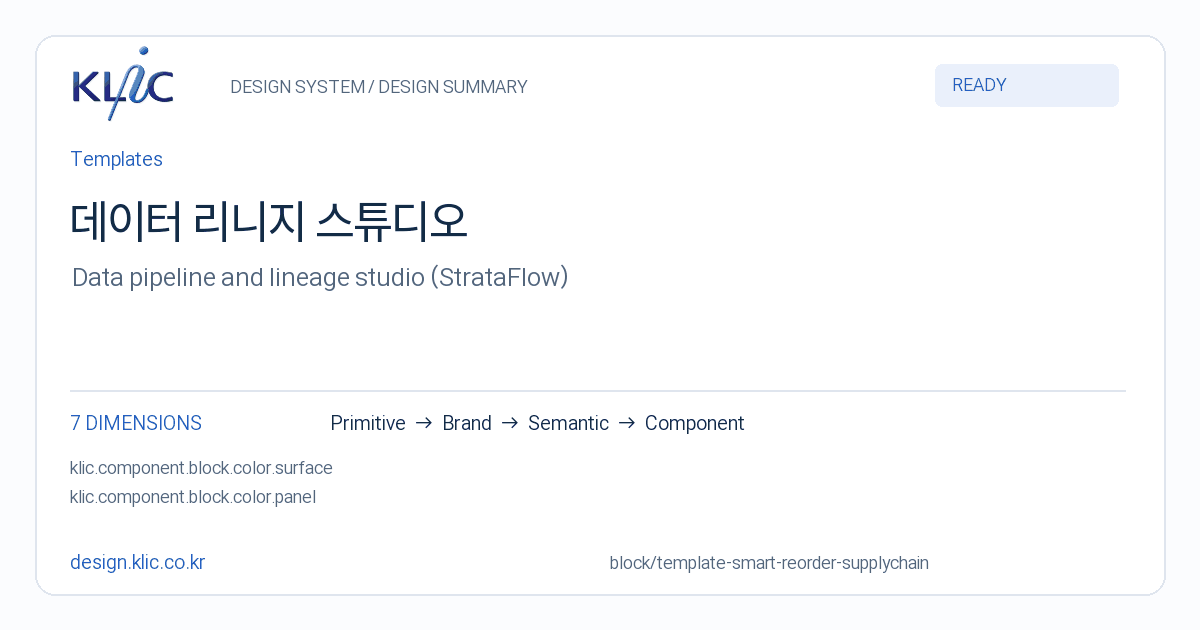 KLIC
DESIGN SYSTEM / DESIGN SUMMARY
READY
Templates
데이터 리니지 스튜디오
Data pipeline and lineage studio (StrataFlow)
7 DIMENSIONS
Primitive → Brand → Semantic → Component
klic.component.block.color.surface
klic.component.block.color.panel
design.klic.co.kr
block/template-smart-reorder-supplychain